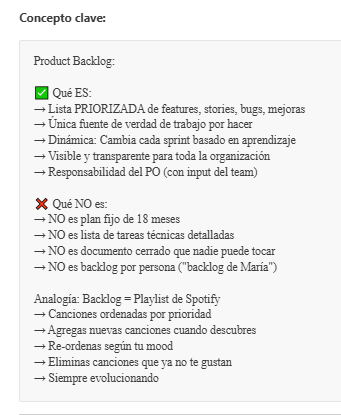 Concepto clave:
Product Backlog:
✅ Qué ES:
→ Lista PRIORIZADA de features, stories, bugs, mejoras
→ Única fuente de verdad de trabajo por hacer
→ Dinámica: Cambia cada sprint basado en aprendizaje
→ Visible y transparente para toda la organización
→ Responsabilidad del PO (con input del team)
❌ Qué NO es:
→ NO es plan fijo de 18 meses
→ NO es lista de tareas técnicas detalladas
→ NO es documento cerrado que nadie puede tocar
→ NO es backlog por persona ("backlog de María")
Analogía: Backlog = Playlist de Spotify
→ Canciones ordenadas por prioridad
→ Agregas nuevas canciones cuando descubres
→ Re-ordenas según tu mood
→ Eliminas canciones que ya no te gustan
→ Siempre evolucionando